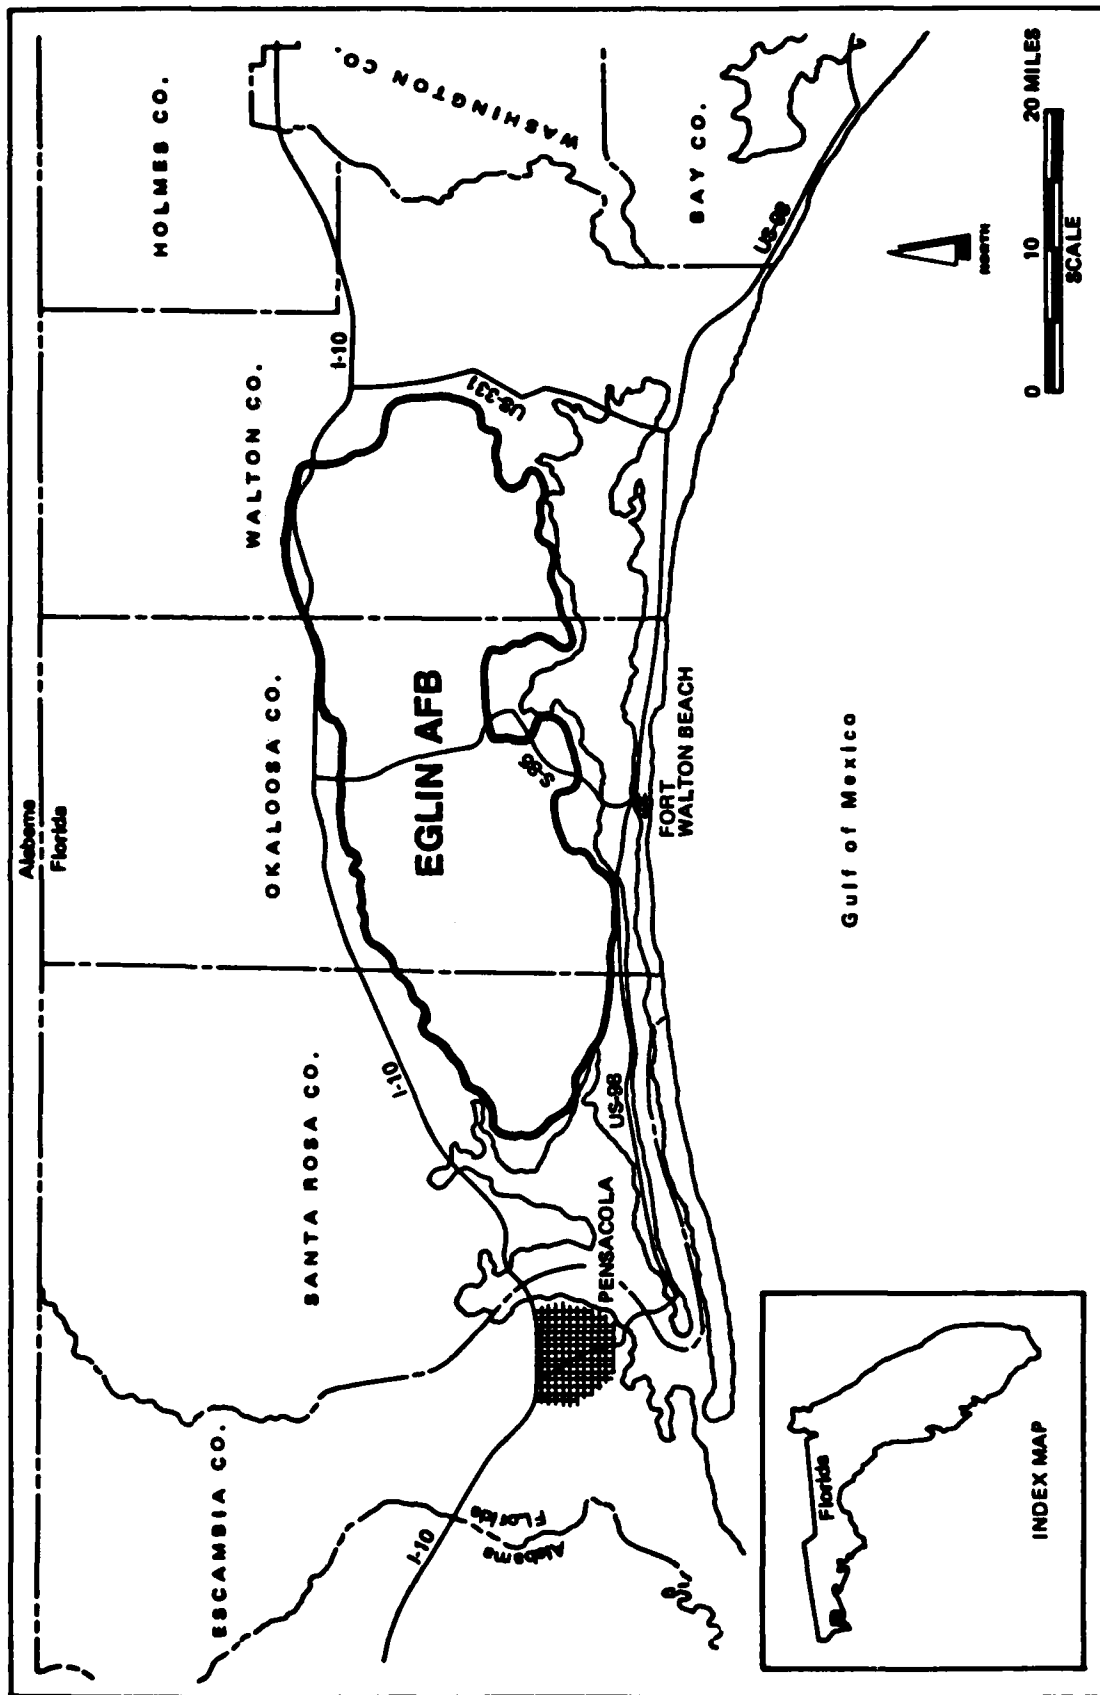 Alabama
Florida
ESCAMBIA CO.
SANTA ROSA CO.
OKALOOSA CO.
WALTON CO.
HOLMES CO.
WASHINGTON CO.
BAY CO.
I-10
I-10
I-10
US-331
EGLIN AFB
S-85
Alabama
Florida
PENSACOLA
US-98
FORT
WALTON BEACH
US-98
Gulf of Mexico
NORTH
0 10 20 MILES
SCALE
Florida
INDEX MAP